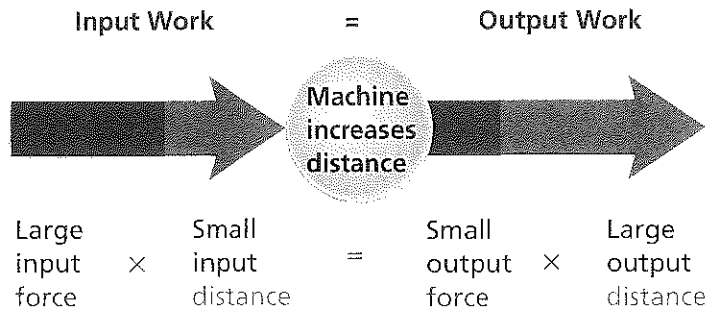 Input Work = Output Work
Machine
increases
distance
Large Small Small Large
input × input = output × output
force distance force distance